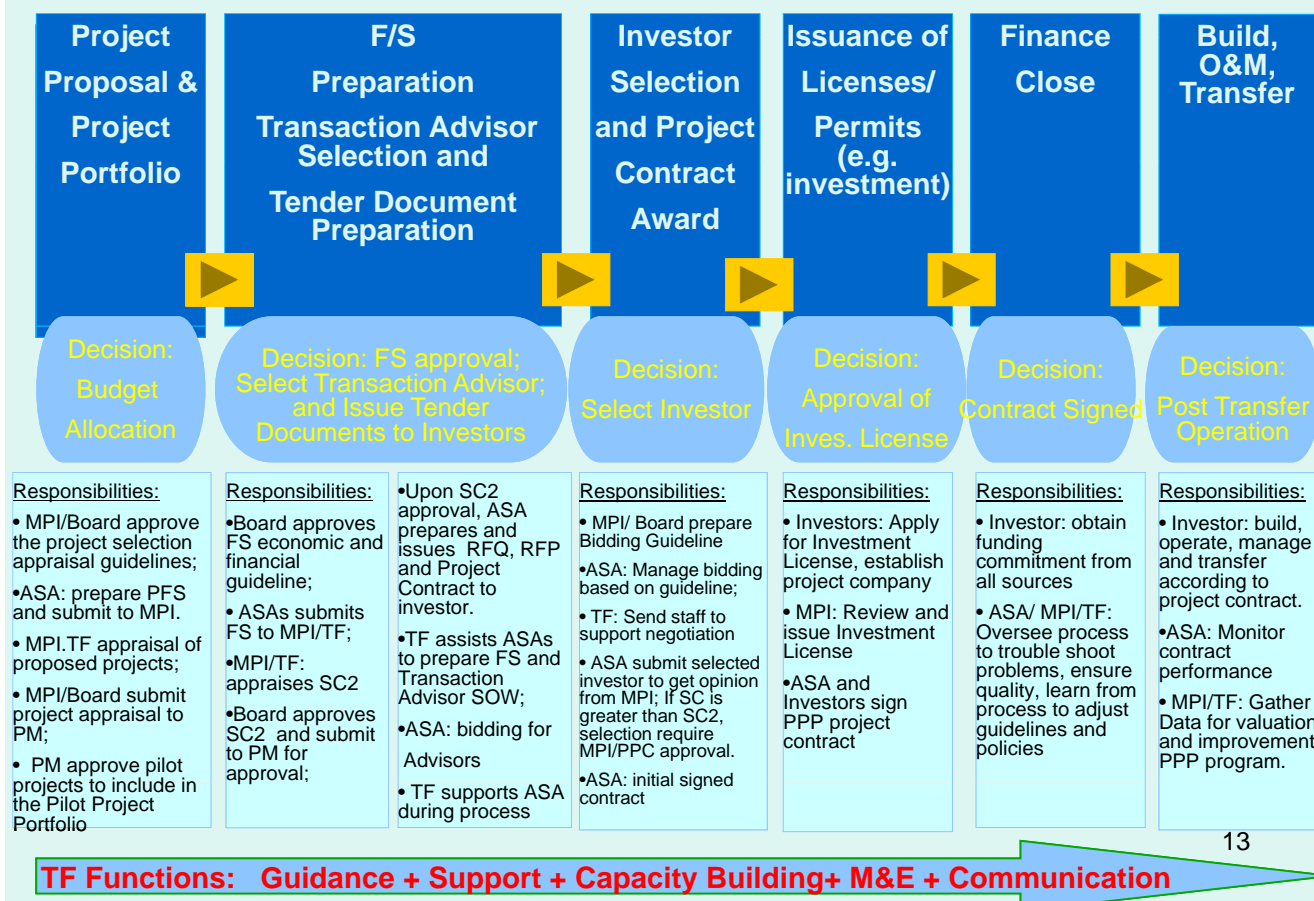 Project
Proposal &
Project
Portfolio
F/S
Preparation
Transaction Advisor
Selection and
Tender Document
Preparation
Investor
Selection
and Project
Contract
Award
Issuance of
Licenses/
Permits
(e.g.
investment)
Finance
Close
Build,
O&M,
Transfer
Decision:
Budget
Allocation
Decision: FS approval;
Select Transaction Advisor;
and Issue Tender
Documents to Investors
Decision:
Select Investor
Decision:
Approval of
Inves. License
Decision:
Contract Signed
Decision:
Post Transfer
Operation
Responsibilities:
• MPI/Board approve
the project selection
appraisal guidelines;
•ASA: prepare PFS
and submit to MPI.
• MPI.TF appraisal of
proposed projects;
• MPI/Board submit
project appraisal to
PM;
• PM approve pilot
projects to include in
the Pilot Project
Portfolio
Responsibilities:
•Board approves
FS economic and
financial
guideline;
• ASAs submits
FS to MPI/TF;
•MPI/TF:
appraises SC2
•Board approves
SC2 and submit
to PM for
approval;
•Upon SC2
approval, ASA
prepares and
issues RFQ, RFP
and Project
Contract to
investor.
•TF assists ASAs
to prepare FS and
Transaction
Advisor SOW;
•ASA: bidding for
Advisors
• TF supports ASA
during process
Responsibilities:
• MPI/ Board prepare
Bidding Guideline
•ASA: Manage bidding
based on guideline;
• TF: Send staff to
support negotiation
• ASA submit selected
investor to get opinion
from MPI; If SC is
greater than SC2,
selection require
MPI/PPC approval.
•ASA: initial signed
contract
Responsibilities:
• Investors: Apply
for Investment
License, establish
project company
• MPI: Review and
issue Investment
License
•ASA and
Investors sign
PPP project
contract
Responsibilities:
• Investor: obtain
funding
commitment from
all sources
• ASA/ MPI/TF:
Oversee process
to trouble shoot
problems, ensure
quality, learn from
process to adjust
guidelines and
policies
Responsibilities:
• Investor: build,
operate, manage
and transfer
according to
project contract.
•ASA: Monitor
contract
performance
• MPI/TF: Gather
Data for valuation
and improvement
PPP program.
13
TF Functions: Guidance + Support + Capacity Building+ M&E + Communication